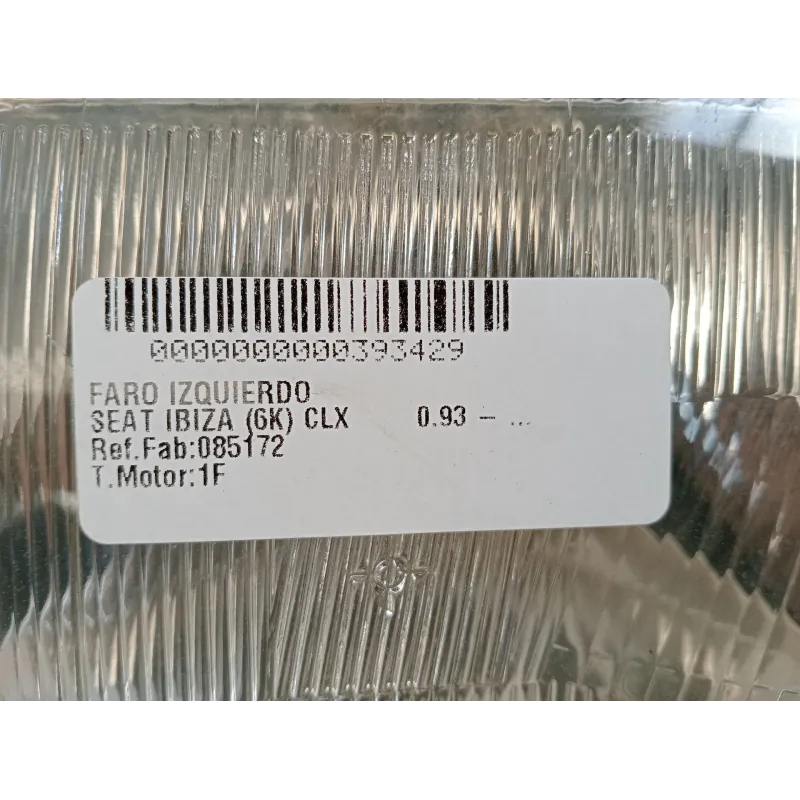 0000000000393429
FARO IZQUIERDO
SEAT IBIZA (6K) CLX 0.93 - ...
Ref.Fab:085172
T.Motor:1F